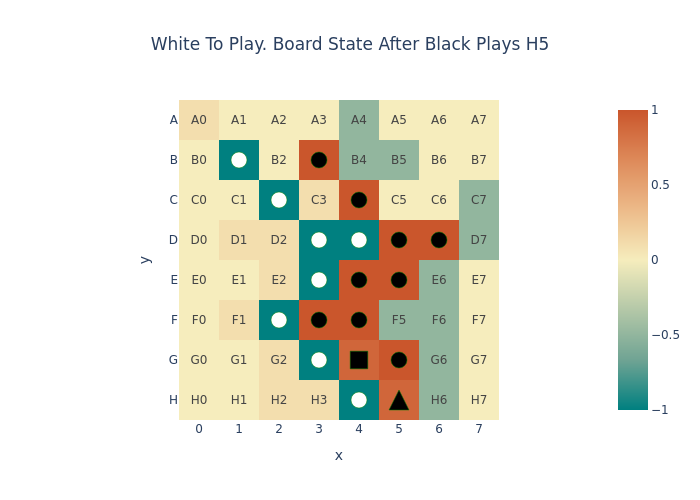 White To Play. Board State After Black Plays H5
A A0 A1 A2 A3 A4 A5 A6 A7
B B0 B2 B4 B5 B6 B7
C C0 C1 C3 C5 C6 C7
D D0 D1 D2 D7
E E0 E1 E2 E6 E7
F F0 F1 F5 F6 F7
G G0 G1 G2 G6 G7
H H0 H1 H2 H3 H6 H7
0 1 2 3 4 5 6 7
x
y
1
0.5
0
−0.5
−1